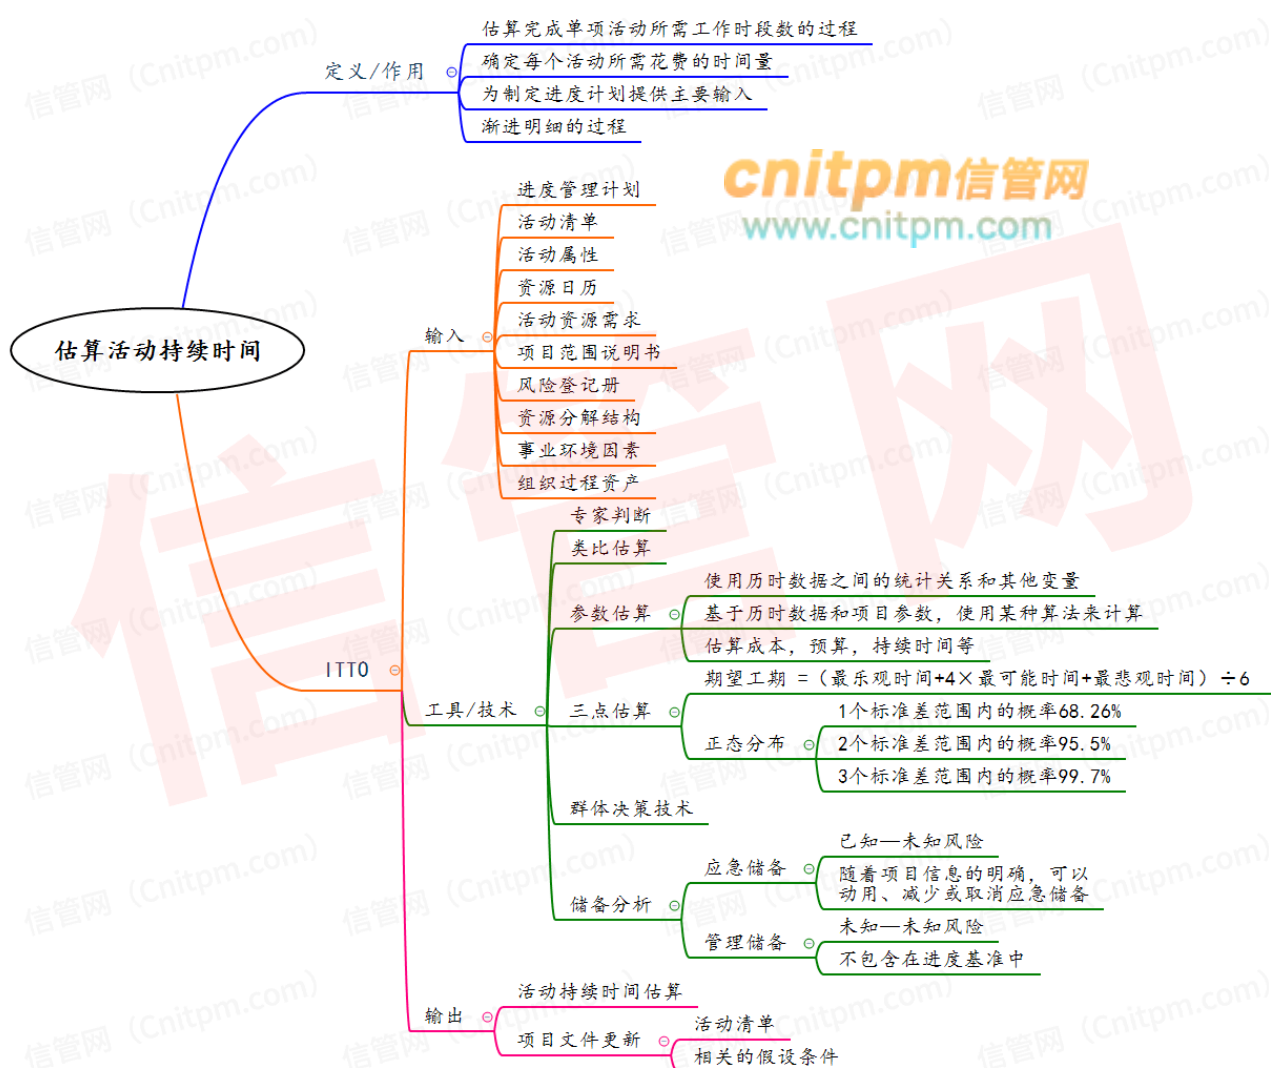 估算完成单项活动所需工作时段数的过程
定义/作用
确定每个活动所需花费的时间量
为制定进度计划提供主要输入
渐进明细的过程
cnitpm信管网
www.cnitpm.com
估算活动持续时间
ITTO
输入
进度管理计划
活动清单
活动属性
资源日历
活动资源需求
项目范围说明书
风险登记册
资源分解结构
事业环境因素
组织过程资产
工具/技术
专家判断
类比估算
参数估算
使用历时数据之间的统计关系和其他变量
基于历时数据和项目参数，使用某种算法来计算
估算成本，预算，持续时间等
三点估算
期望工期 =（最乐观时间+4×最可能时间+最悲观时间）÷6
正态分布
1个标准差范围内的概率68.26%
2个标准差范围内的概率95.5%
3个标准差范围内的概率99.7%
群体决策技术
储备分析
应急储备
已知—未知风险
随着项目信息的明确，可以
动用、减少或取消应急储备
管理储备
未知—未知风险
不包含在进度基准中
输出
活动持续时间估算
项目文件更新
活动清单
相关的假设条件
信管网
信管网（Cnitpm.com）